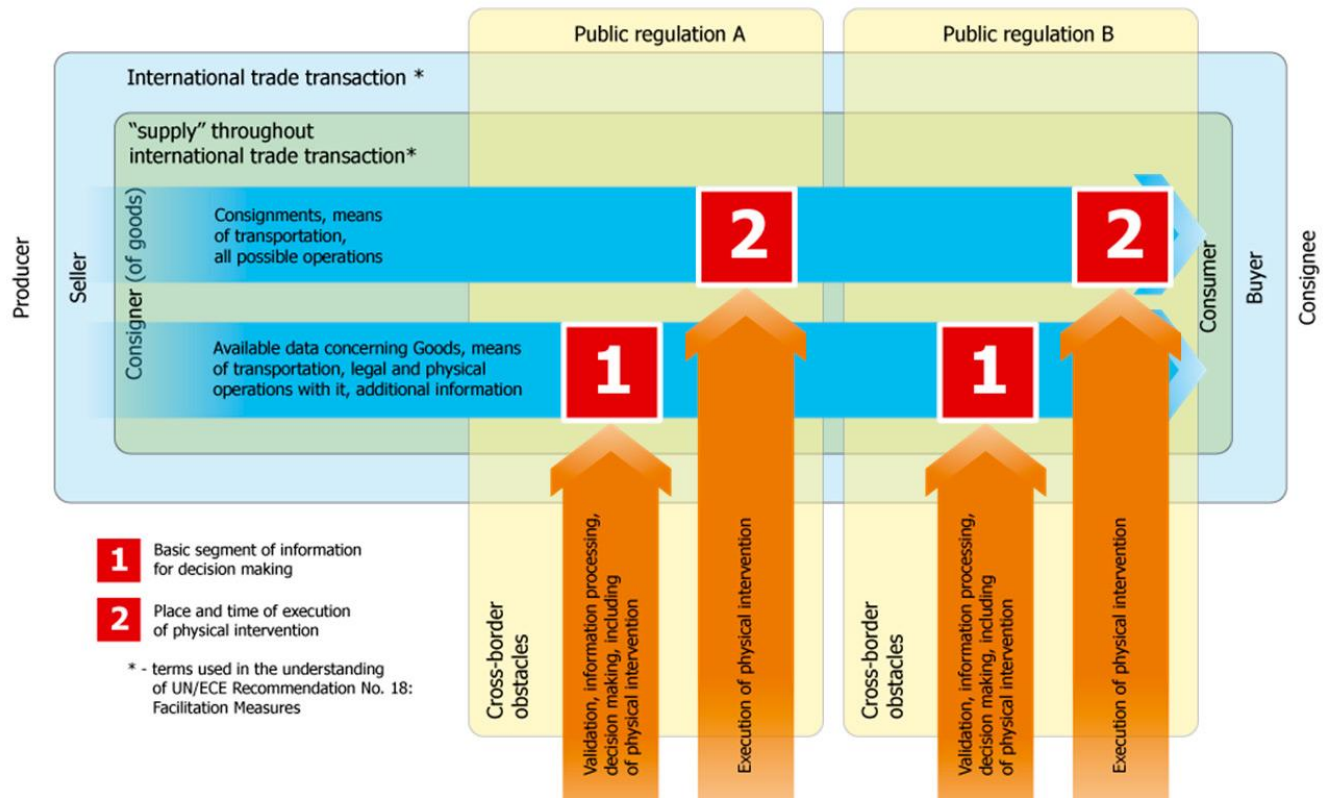 Public regulation A
Public regulation B
International trade transaction *
“supply” throughout
international trade transaction*
Producer
Seller
Consigner (of goods)
Consignments, means
of transportation,
all possible operations
2
2
Available data concerning Goods, means
of transportation, legal and physical
operations with it, additional information
1
1
Consumer
Buyer
Consignee
1
Basic segment of information
for decision making
2
Place and time of execution
of physical intervention
* - terms used in the understanding
of UN/ECE Recommendation No. 18:
Facilitation Measures
Cross-border
obstacles
Validation, information processing,
decision making, including
of physical intervention
Execution of physical intervention
Cross-border
obstacles
Validation, information processing,
decision making, including
of physical intervention
Execution of physical intervention